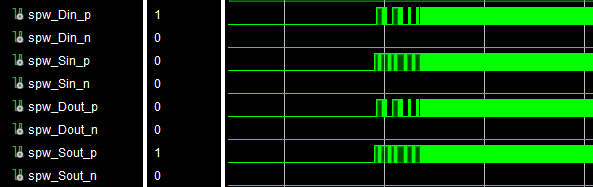 spw_Din_p 1
spw_Din_n 0
spw_Sin_p 0
spw_Sin_n 0
spw_Dout_p 0
spw_Dout_n 0
spw_Sout_p 1
spw_Sout_n 0